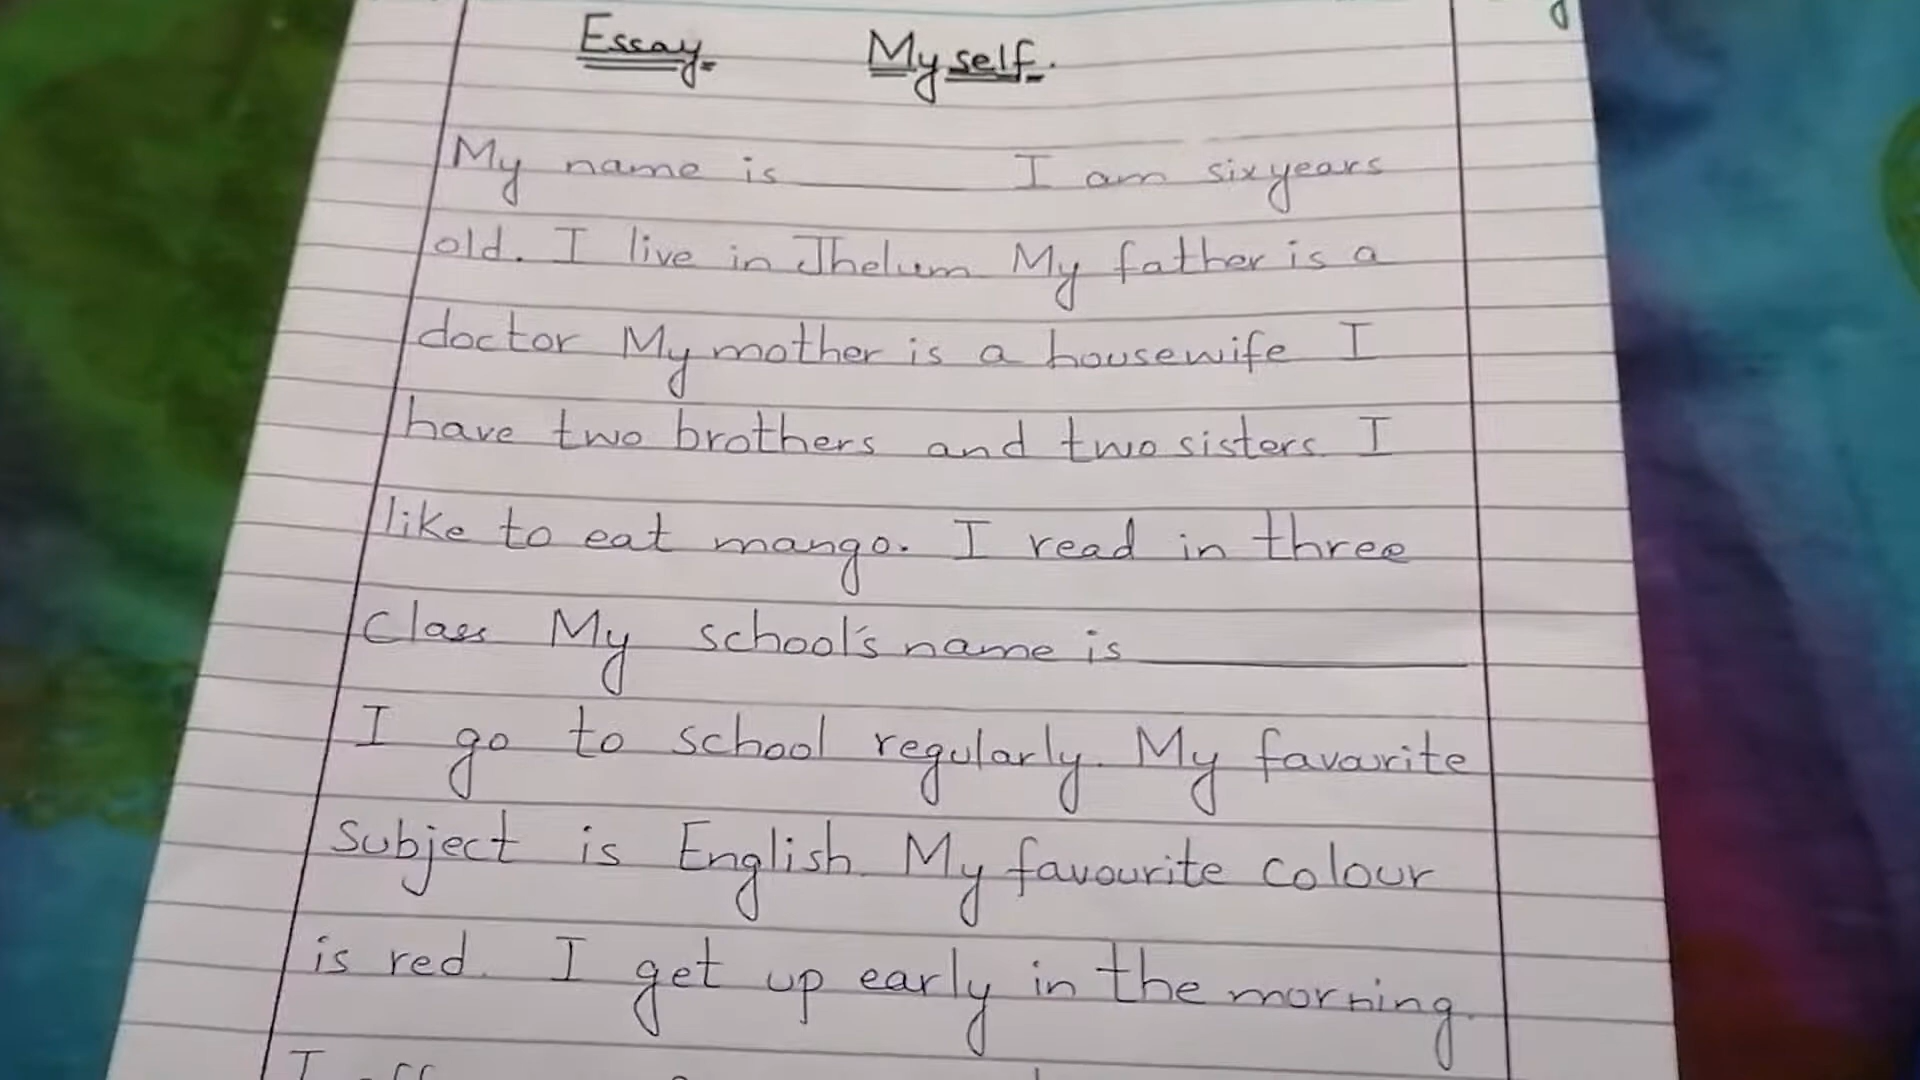 Essay. Myself.
My name is ______ I am six years
old. I live in Jhelum My father is a
doctor My mother is a housewife I
have two brothers and two sisters. I
like to eat mango. I read in three
class My school's name is ____________
I go to school regularly. My favourite
subject is English. My favourite colour
is red. I get up early in the morning.
I